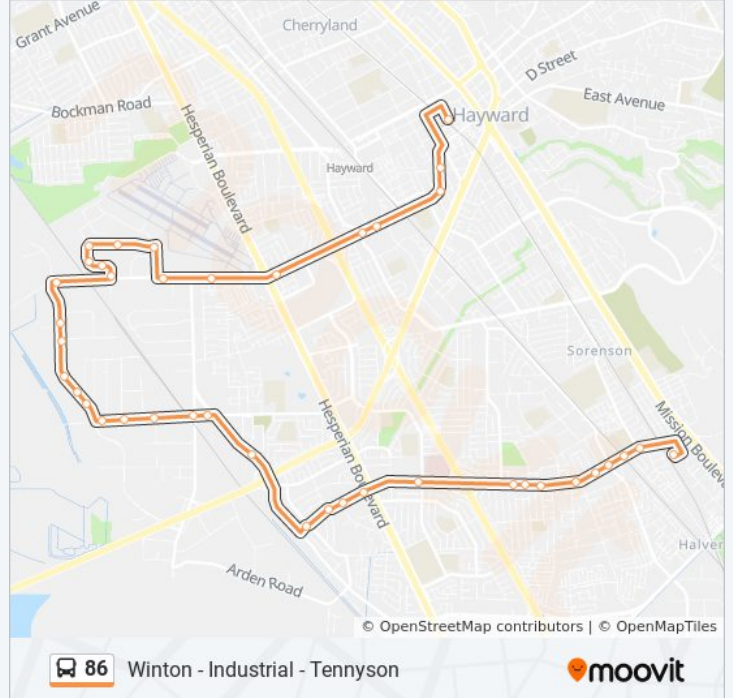 Grant Avenue
Cherryland
D Street
Bockman Road
East Avenue
Hayward
Hesperian Boulevard
Hayward
Sorenson
Hesperian Boulevard
Mission Bouleva
Halver
Arden Road
© OpenStreetMap contributors | © OpenMapTiles
86 Winton - Industrial - Tennyson
moovit